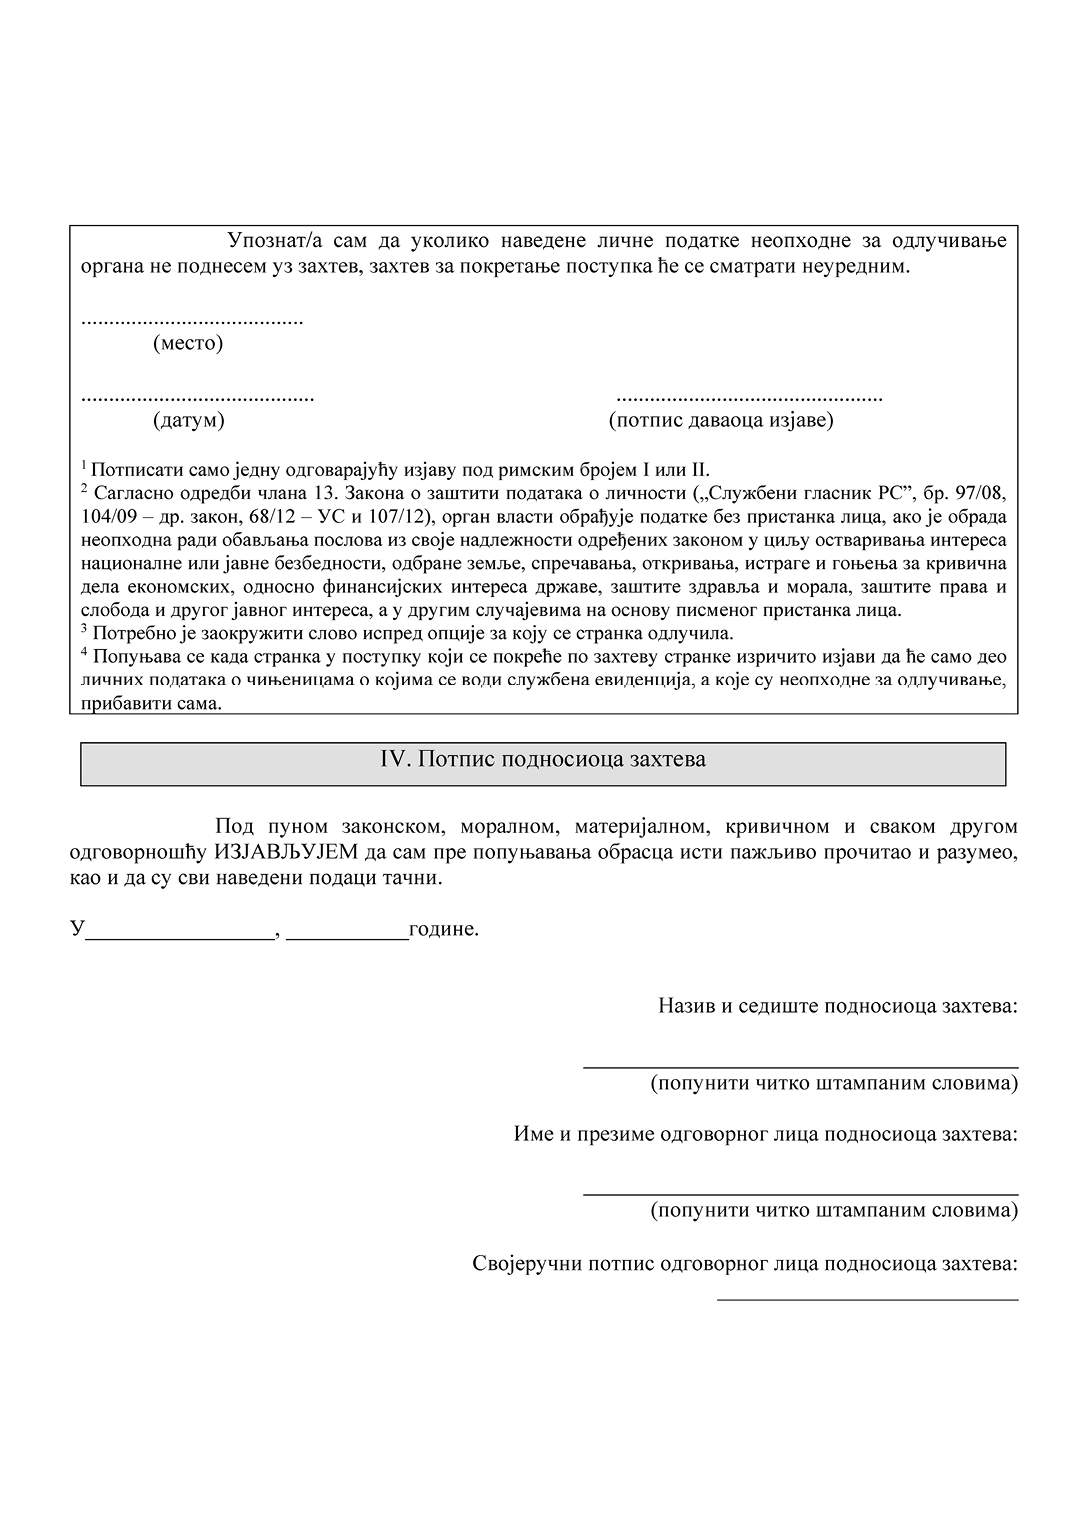 Упознат/а сам да уколико наведене личне податке неопходне за одлучивање
органа не поднесем уз захтев, захтев за покретање поступка ће се сматрати неуредним.
........................................
(место)
.......................................... ................................................
(датум) (потпис даваоца изјаве)
¹ Потписати само једну одговарајућу изјаву под римским бројем I или II.
² Сагласно одредби члана 13. Закона о заштити података о личности („Службени гласник РС”, бр. 97/08,
104/09 – др. закон, 68/12 – УС и 107/12), орган власти обрађује податке без пристанка лица, ако је обрада
неопходна ради обављања послова из своје надлежности одређених законом у циљу остваривања интереса
националне или јавне безбедности, одбране земље, спречавања, откривања, истраге и гоњења за кривична
дела економских, односно финансијских интереса државе, заштите здравља и морала, заштите права и
слобода и другог јавног интереса, а у другим случајевима на основу писменог пристанка лица.
³ Потребно је заокружити слово испред опције за коју се странка одлучила.
⁴ Попуњава се када странка у поступку који се покреће по захтеву странке изричито изјави да ће само део
личних података о чињеницама о којима се води службена евиденција, а које су неопходне за одлучивање,
прибавити сама.
IV. Потпис подносиоца захтева
Под пуном законском, моралном, материјалном, кривичном и сваком другом
одговорношћу ИЗЈАВЉУЈЕМ да сам пре попуњавања обрасца исти пажљиво прочитао и разумео,
као и да су сви наведени подаци тачни.
У_________________, ___________године.
Назив и седиште подносиоца захтева:
_______________________________________
(попунити читко штампаним словима)
Име и презиме одговорног лица подносиоца захтева:
_______________________________________
(попунити читко штампаним словима)
Својеручни потпис одговорног лица подносиоца захтева:
___________________________